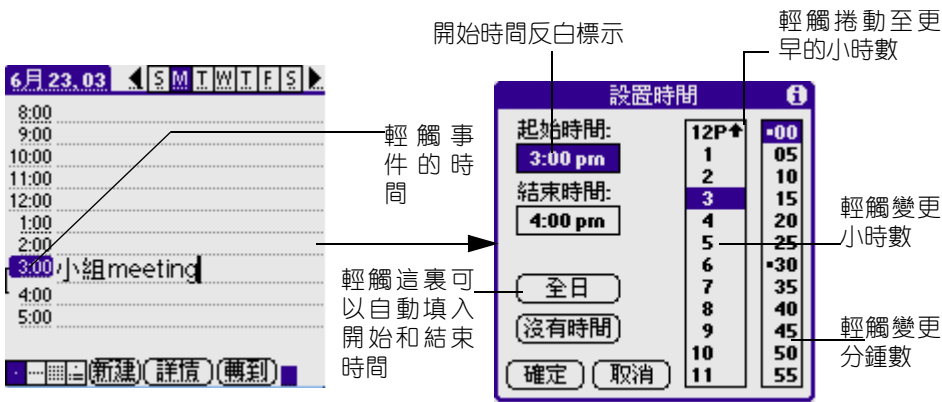 開始時間反白標示
輕觸捲動至更
早的小時數
6月 23, 03
S M T W T F S
8:00
9:00
10:00
11:00
12:00
1:00
2:00
3:00 小組meeting
4:00
5:00
新建 詳情 轉到
輕觸事
件的時
間
輕觸這裏可
以自動填入
開始和結束
時間
設置時間
起始時間:
3:00 pm
結束時間:
4:00 pm
全日
沒有時間
確定 取消
12P
1
2
3
4
5
6
7
8
9
10
11
00
05
10
15
20
25
30
35
40
45
50
55
輕觸變更
小時數
輕觸變更
分鍾數